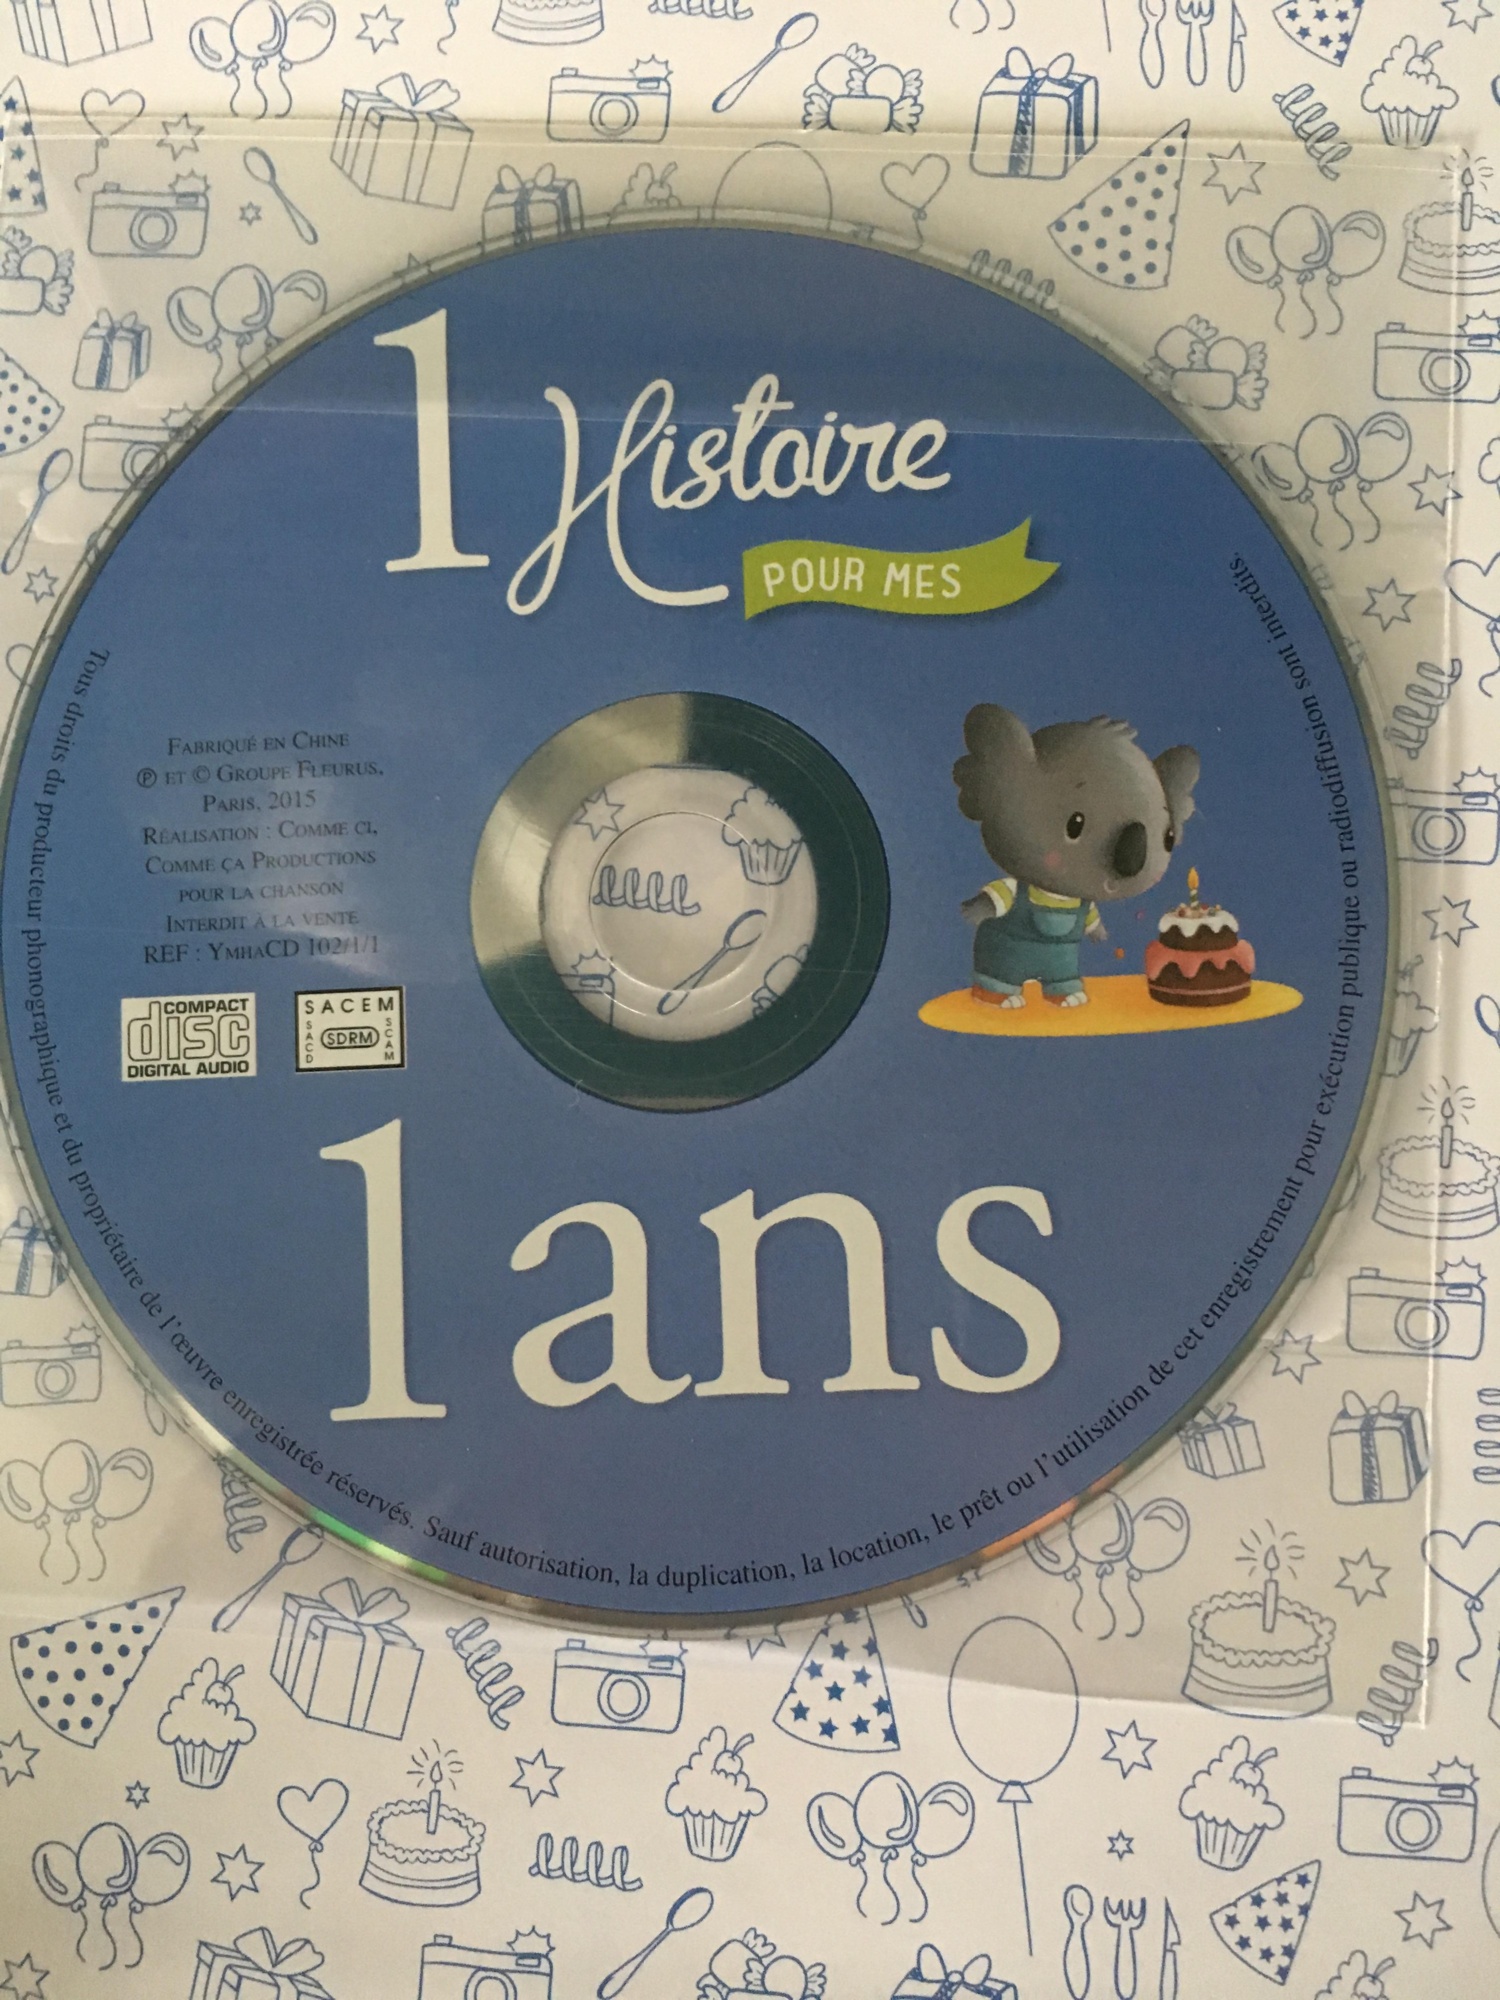 1 Histoire
POUR MES
FABRIQUÉ EN CHINE
℗ ET © GROUPE FLEURUS,
PARIS, 2015
RÉALISATION : COMME CI,
COMME ÇA PRODUCTIONS
POUR LA CHANSON
INTERDIT À LA VENTE
REF : YMHACD 102/1/1
COMPACT
disc
DIGITAL AUDIO
SACEM
SACD
SDRM
SCAM
1 ans
Tous droits du producteur phonographique et du propriétaire de l'œuvre enregistrée réservés. Sauf autorisation, la duplication, la location, le prêt ou l'utilisation de cet enregistrement pour exécution publique ou radiodiffusion sont interdits.